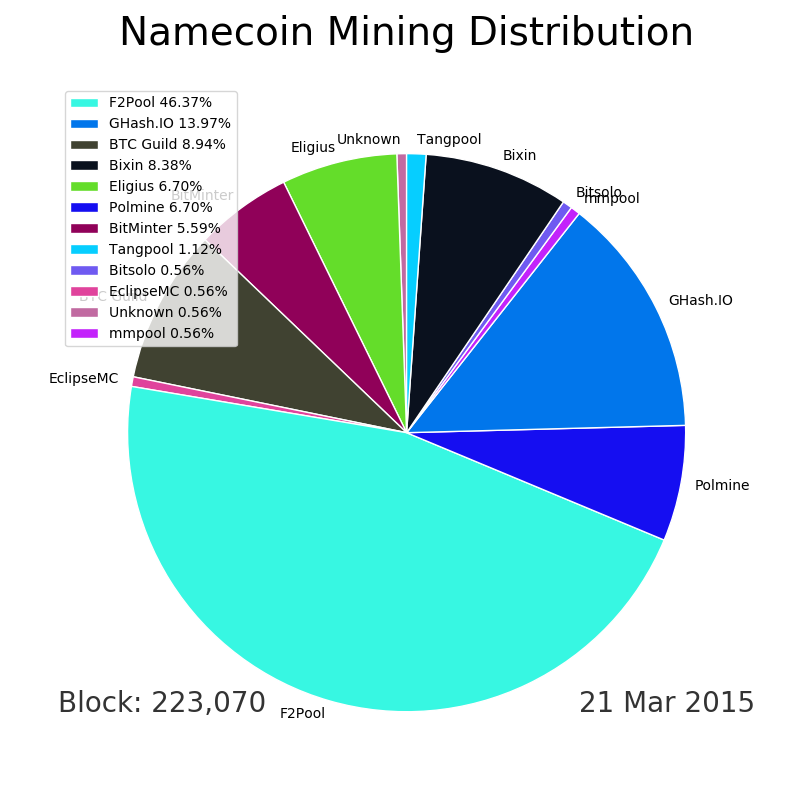 Namecoin Mining Distribution
F2Pool 46.37%
GHash.IO 13.97%
BTC Guild 8.94%
Bixin 8.38%
Eligius 6.70%
Polmine 6.70%
BitMinter 5.59%
Tangpool 1.12%
Bitsolo 0.56%
EclipseMC 0.56%
Unknown 0.56%
mmpool 0.56%
Unknown
Tangpool
Eligius
Bixin
BitMinter
Bitsolo
mmpool
BTC Guild
GHash.IO
EclipseMC
Polmine
F2Pool
Block: 223,070
21 Mar 2015